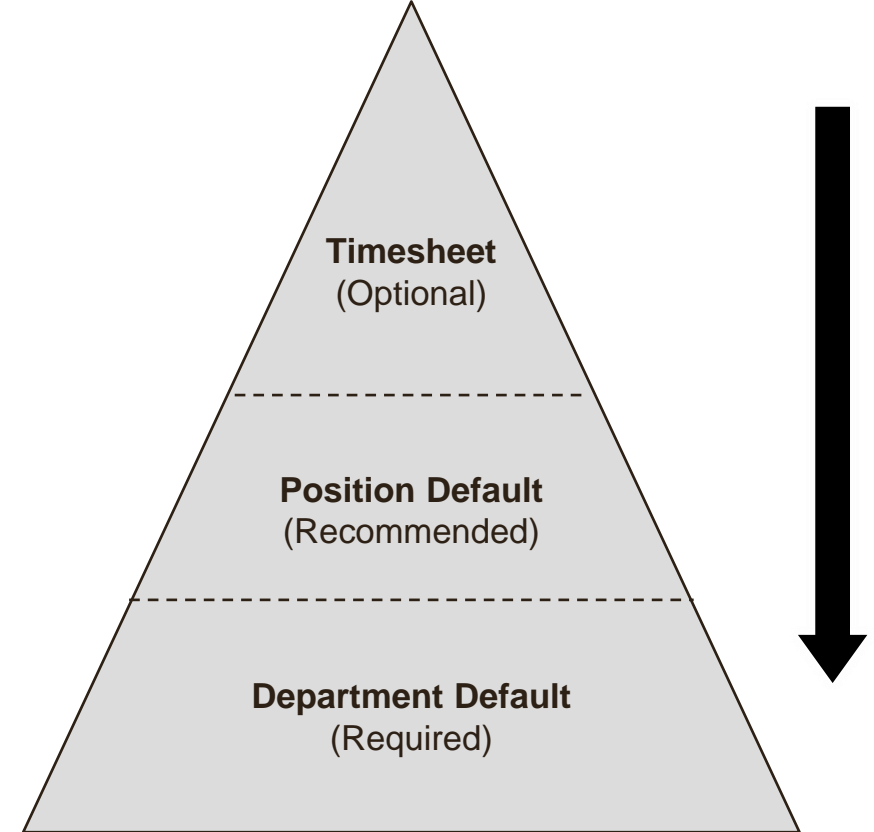 Timesheet
(Optional)
Position Default
(Recommended)
Department Default
(Required)